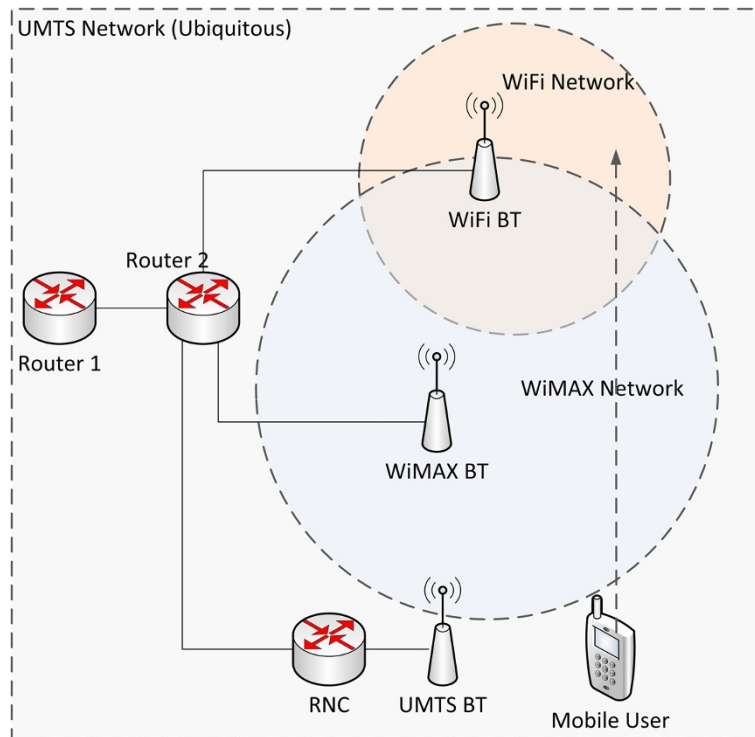 UMTS Network (Ubiquitous)
WiFi Network
WiFi BT
Router 2
Router 1
WiMAX Network
WiMAX BT
RNC
UMTS BT
Mobile User